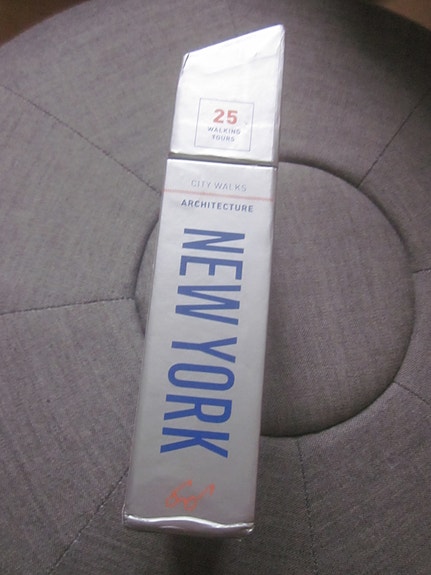 25
WALKING
TOURS
CITY WALKS
ARCHITECTURE
NEW YORK